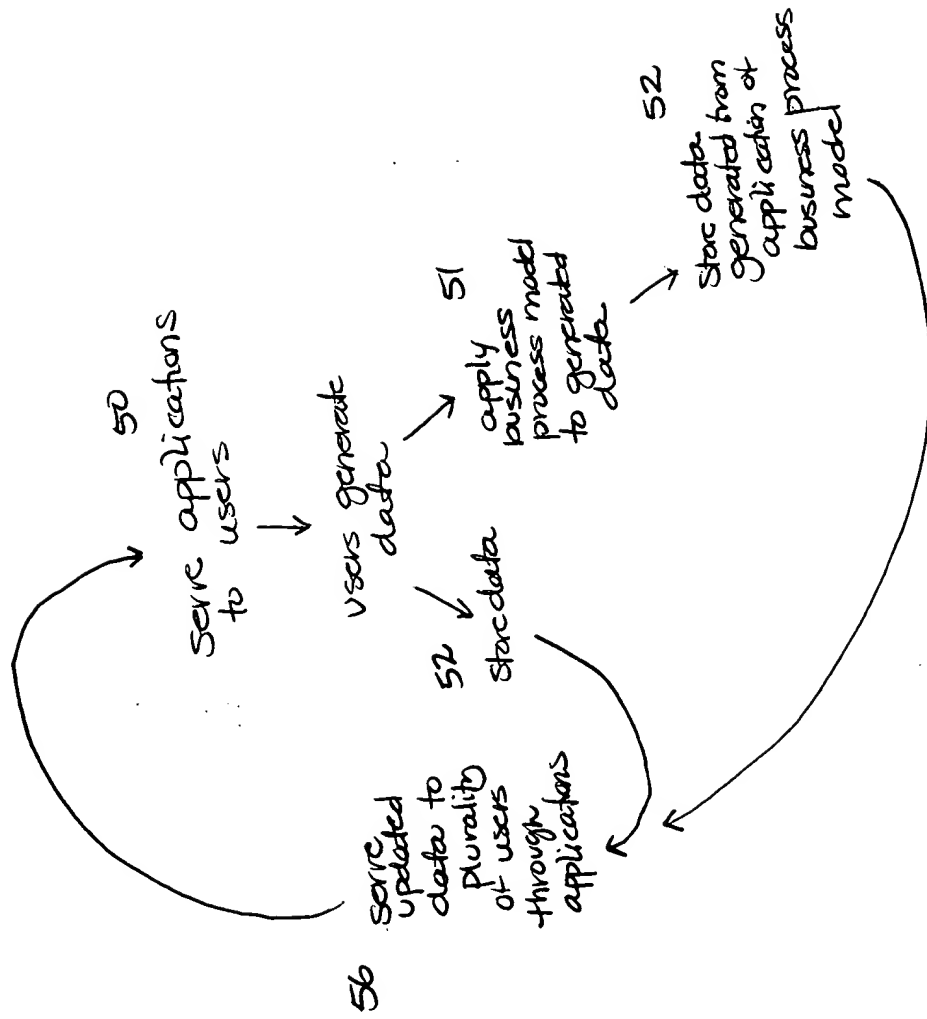 50
Serve applications
to users
users generate
data
51
apply
business
process model
to generated
data
52
Store data
52
Store data
generated from
application of
business process
model
56
Serve
updated
data to
plurality
of users
through
applications